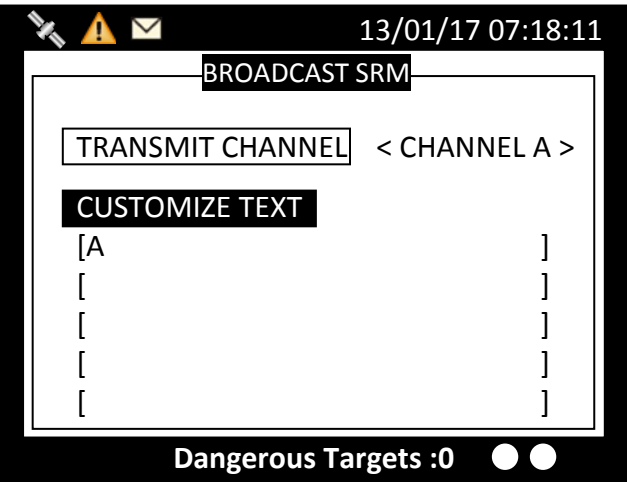 13/01/17 07:18:11
BROADCAST SRM
TRANSMIT CHANNEL < CHANNEL A >
CUSTOMIZE TEXT
[A ]
[ ]
[ ]
[ ]
[ ]
Dangerous Targets :0